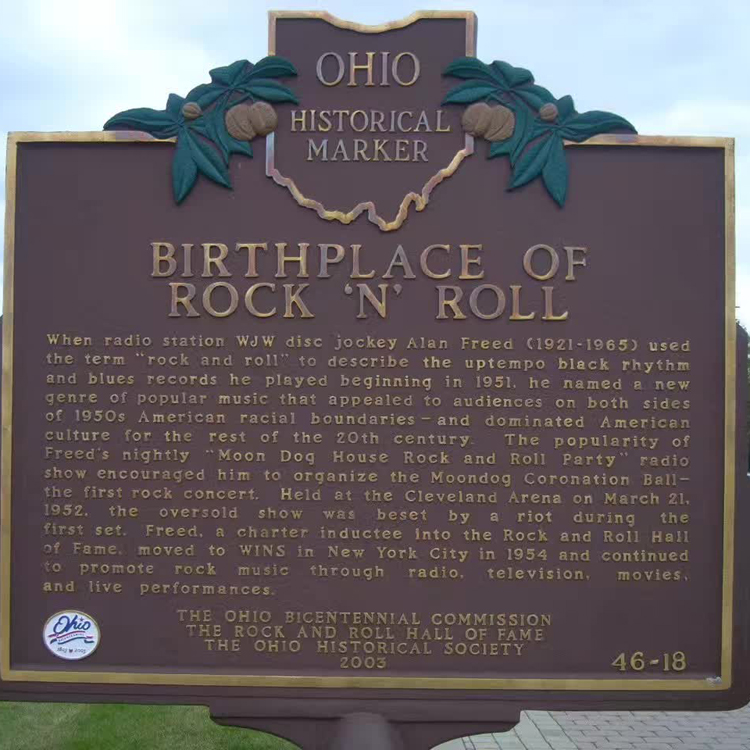 OHIO
HISTORICAL
MARKER
BIRTHPLACE OF
ROCK 'N' ROLL
When radio station WJW disc jockey Alan Freed (1921-1965) used
the term "rock and roll" to describe the uptempo black rhythm
and blues records he played beginning in 1951, he named a new
genre of popular music that appealed to audiences on both sides
of 1950s American racial boundaries—and dominated American
culture for the rest of the 20th century. The popularity of
Freed's nightly "Moon Dog House Rock and Roll Party" radio
show encouraged him to organize the Moondog Coronation Ball—
the first rock concert. Held at the Cleveland Arena on March 21,
1952, the oversold show was beset by a riot during the
first set. Freed, a charter inductee into the Rock and Roll Hall
of Fame, moved to WINS in New York City in 1954 and continued
to promote rock music through radio, television, movies,
and live performances.
THE OHIO BICENTENNIAL COMMISSION
THE ROCK AND ROLL HALL OF FAME
THE OHIO HISTORICAL SOCIETY
2003
46-18
Ohio